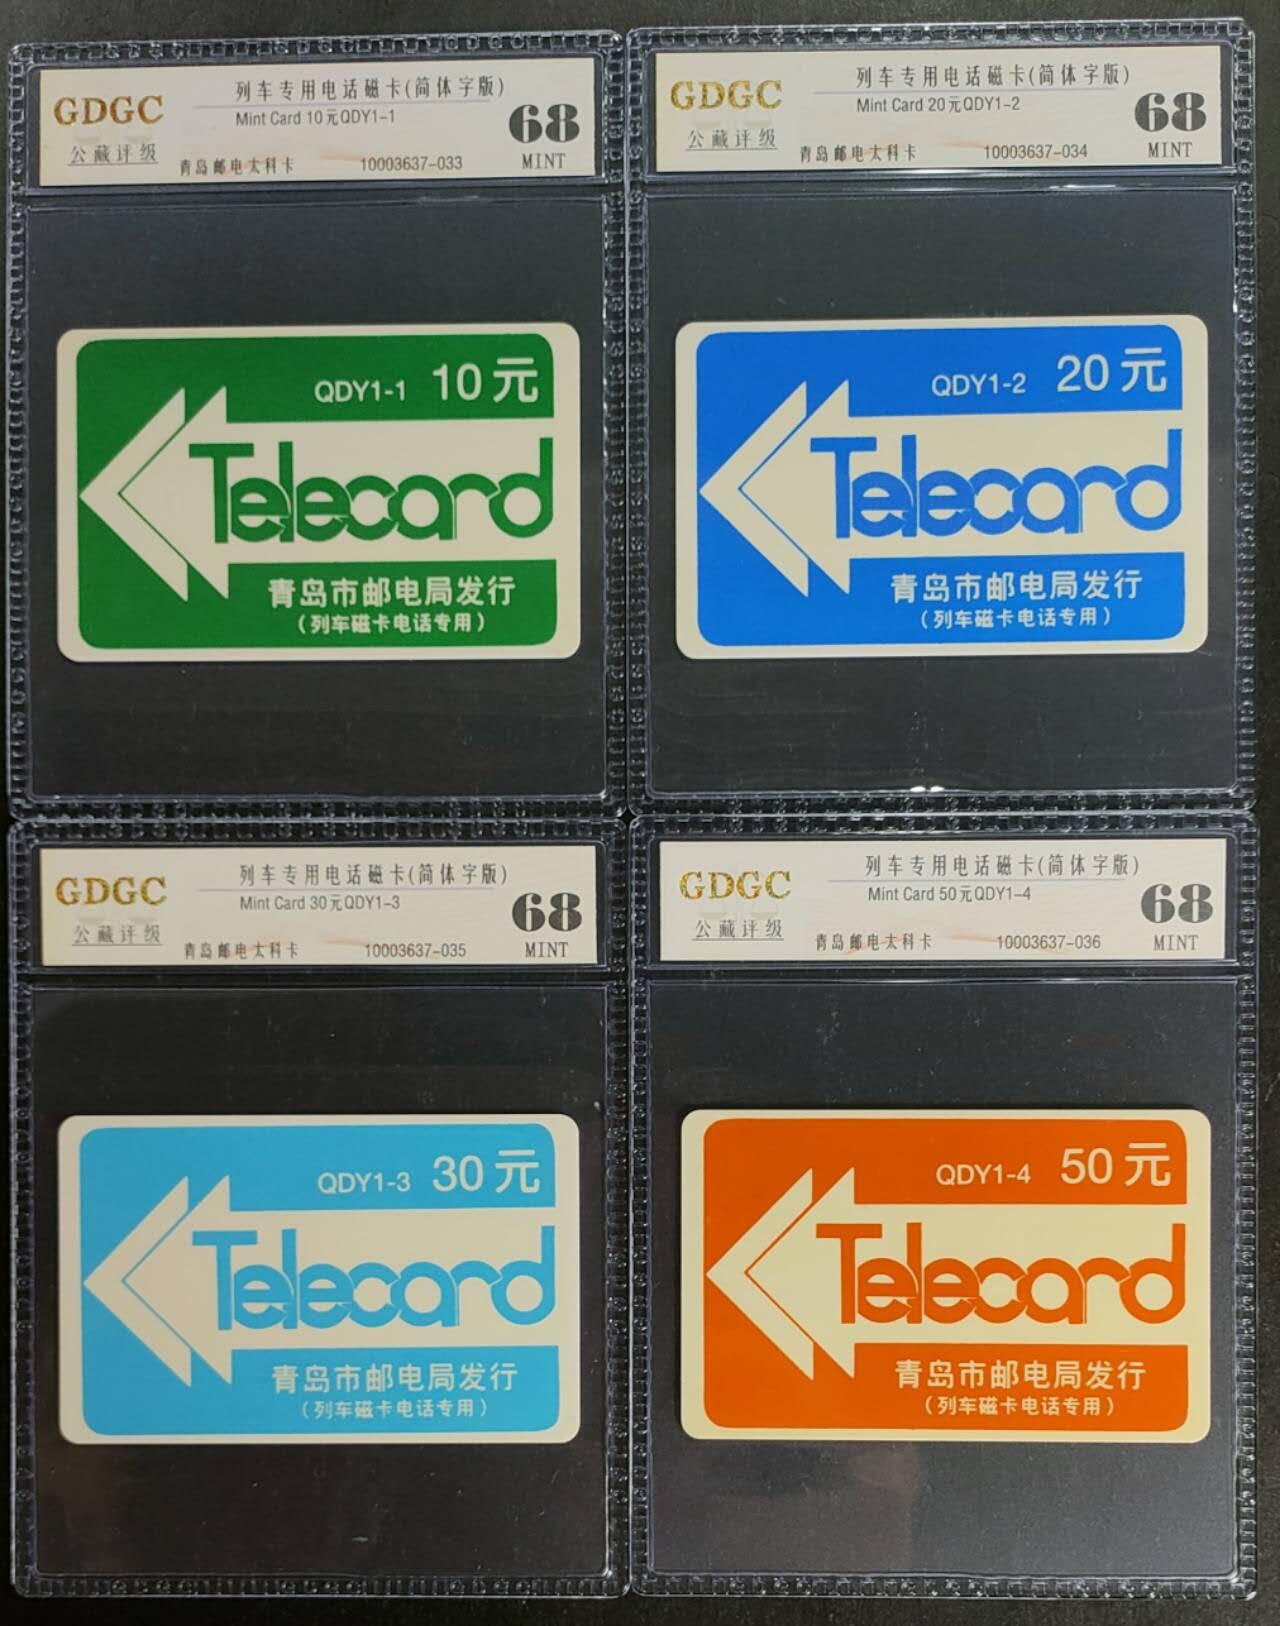 GDGC
公藏评级
列车专用电话磁卡(简体字版)
Mint Card 10元QDY1-1
青岛邮电太科卡
10003637-033
68
MINT
QDY1-1 10元
Telecard
青岛市邮电局发行
(列车磁卡电话专用)
GDGC
公藏评级
列车专用电话磁卡(简体字版)
Mint Card 20元QDY1-2
青岛邮电太科卡
10003637-034
68
MINT
QDY1-2 20元
Telecard
青岛市邮电局发行
(列车磁卡电话专用)
GDGC
公藏评级
列车专用电话磁卡(简体字版)
Mint Card 30元QDY1-3
青岛邮电太科卡
10003637-035
68
MINT
QDY1-3 30元
Telecard
青岛市邮电局发行
(列车磁卡电话专用)
GDGC
公藏评级
列车专用电话磁卡(简体字版)
Mint Card 50元QDY1-4
青岛邮电太科卡
10003637-036
68
MINT
QDY1-4 50元
Telecard
青岛市邮电局发行
(列车磁卡电话专用)